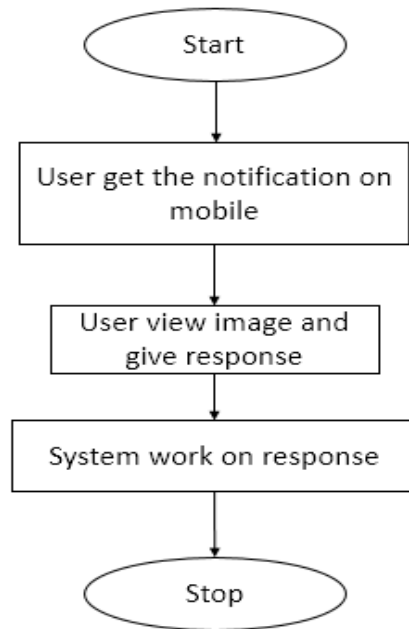 Start
User get the notification on
mobile
User view image and
give response
System work on response
Stop